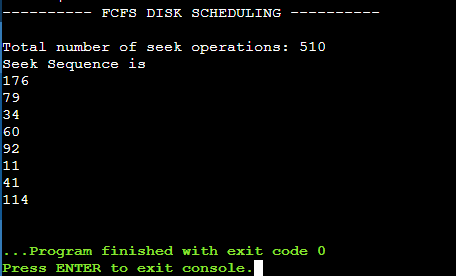 ---------- FCFS DISK SCHEDULING ----------
Total number of seek operations: 510
Seek Sequence is
176
79
34
60
92
11
41
114
...Program finished with exit code 0
Press ENTER to exit console.